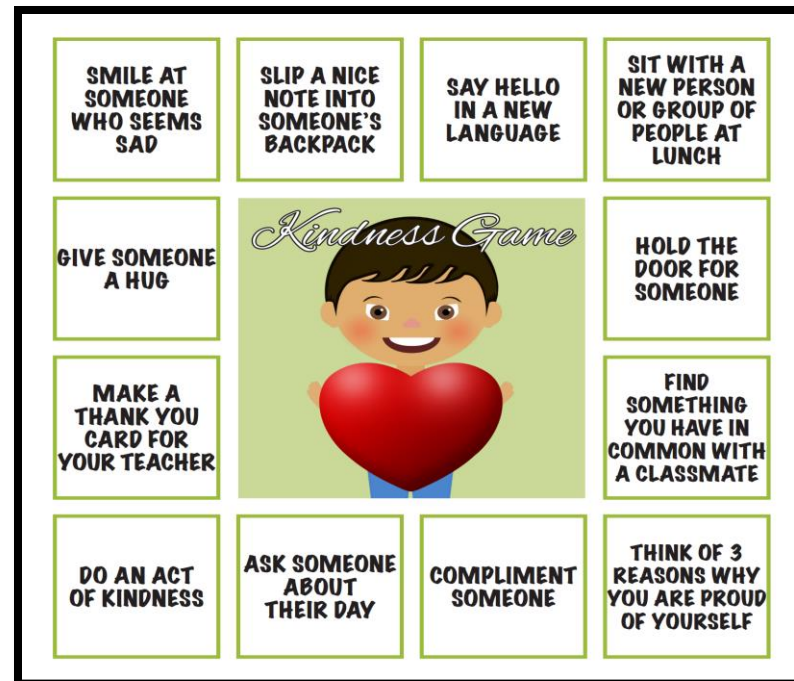 SMILE AT
SOMEONE
WHO SEEMS
SAD
SLIP A NICE
NOTE INTO
SOMEONE'S
BACKPACK
SAY HELLO
IN A NEW
LANGUAGE
SIT WITH A
NEW PERSON
OR GROUP OF
PEOPLE AT
LUNCH
GIVE SOMEONE
A HUG
Kindness Game
HOLD THE
DOOR FOR
SOMEONE
MAKE A
THANK YOU
CARD FOR
YOUR TEACHER
FIND
SOMETHING
YOU HAVE IN
COMMON WITH
A CLASSMATE
DO AN ACT
OF KINDNESS
ASK SOMEONE
ABOUT
THEIR DAY
COMPLIMENT
SOMEONE
THINK OF 3
REASONS WHY
YOU ARE PROUD
OF YOURSELF